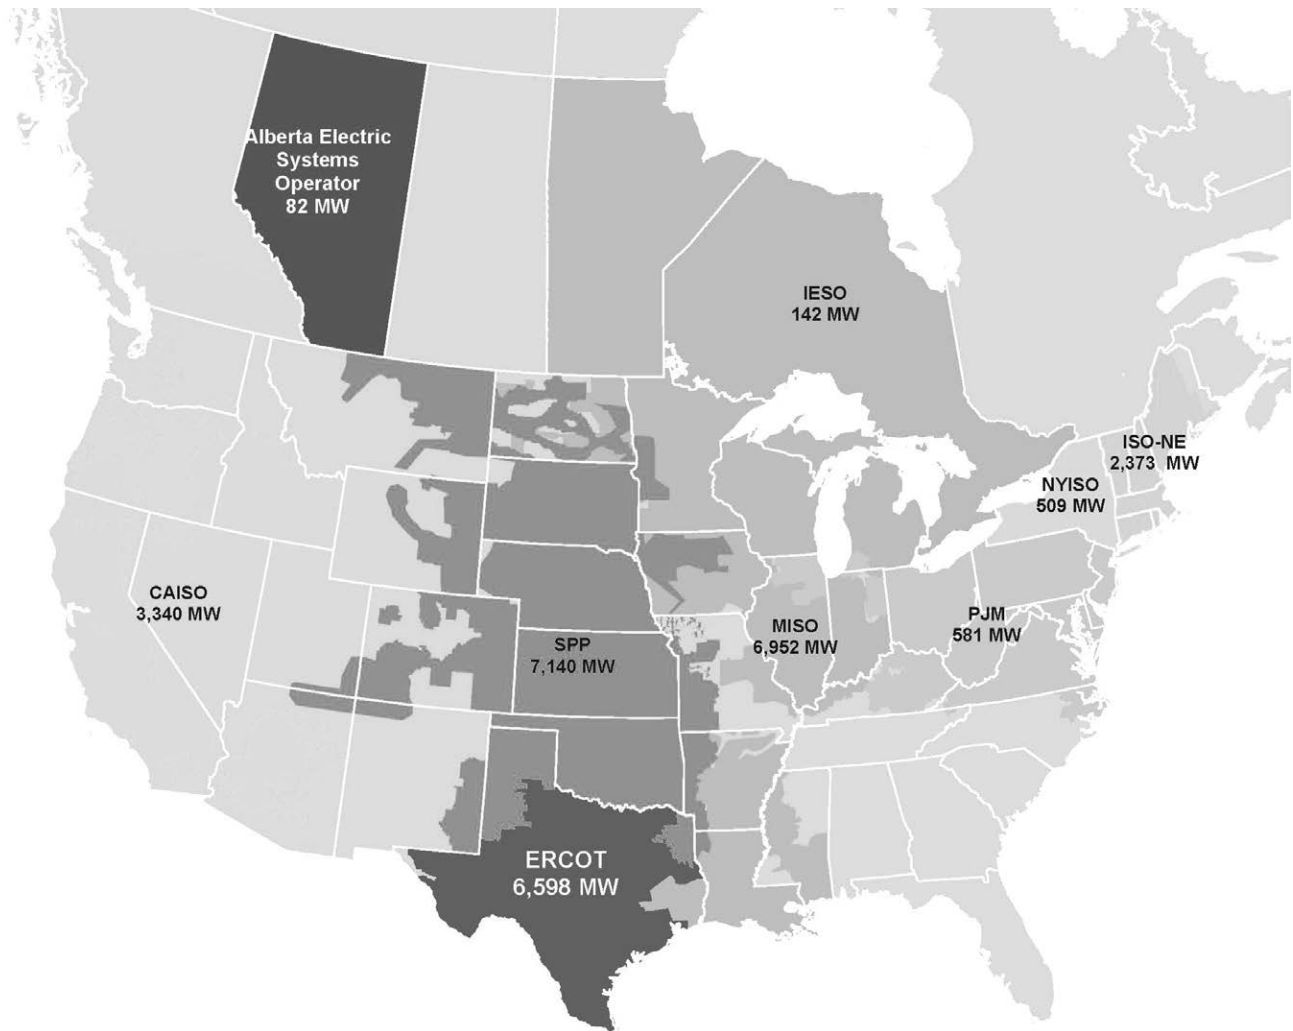 Alberta Electric
Systems
Operator
82 MW
IESO
142 MW
ISO-NE
2,373 MW
NYISO
509 MW
CAISO
3,340 MW
PJM
581 MW
MISO
6,952 MW
SPP
7,140 MW
ERCOT
6,598 MW